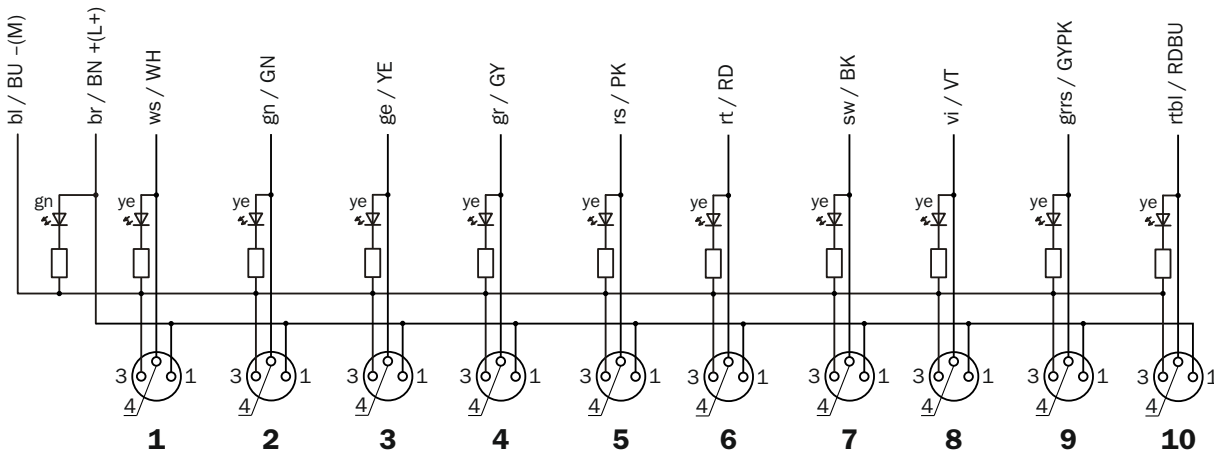 bl / BU –(M)
br / BN +(L+)
ws / WH
gn / GN
ge / YE
gr / GY
rs / PK
rt / RD
sw / BK
vi / VT
grrs / GYPK
rtbl / RDBU
gn ye ye ye ye ye ye ye ye ye ye
3 1 3 1 3 1 3 1 3 1 3 1 3 1 3 1 3 1 3 1
4 4 4 4 4 4 4 4 4 4
1 2 3 4 5 6 7 8 9 10